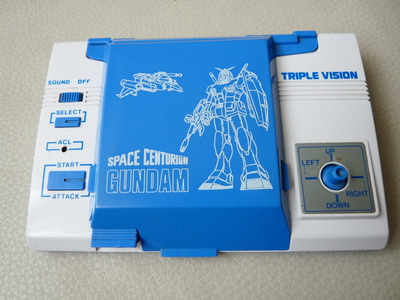 SOUND OFF
SELECT
ACL
START
ATTACK
SPACE CENTURION
GUNDAM
TRIPLE VISION
UP
LEFT
RIGHT
DOWN